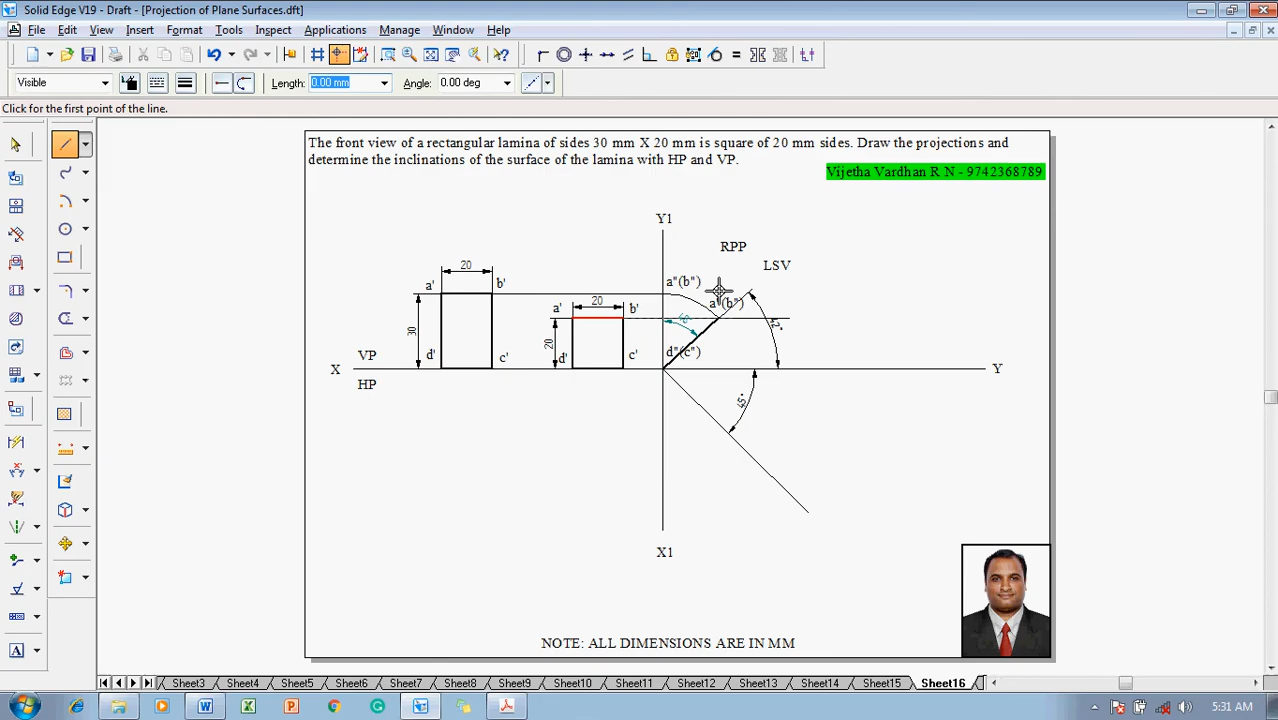 Solid Edge V19 - Draft - [Projection of Plane Surfaces.dft]
File Edit View Insert Format Tools Inspect Applications Manage Window Help
Visible Length: 0.00 mm Angle: 0.00 deg
Click for the first point of the line.
The front view of a rectangular lamina of sides 30 mm X 20 mm is square of 20 mm sides. Draw the projections and
determine the inclinations of the surface of the lamina with HP and VP.
Vijetha Vardhan R N - 9742368789
Y1
RPP
LSV
20
a' b' a"(b")
20
a' b' a"(b")
30
20
42°
VP d' c' d' c' d"(c")
X Y
HP
45°
X1
NOTE: ALL DIMENSIONS ARE IN MM
A
Sheet3 Sheet4 Sheet5 Sheet6 Sheet7 Sheet8 Sheet9 Sheet10 Sheet11 Sheet12 Sheet13 Sheet14 Sheet15 Sheet16
5:31 AM